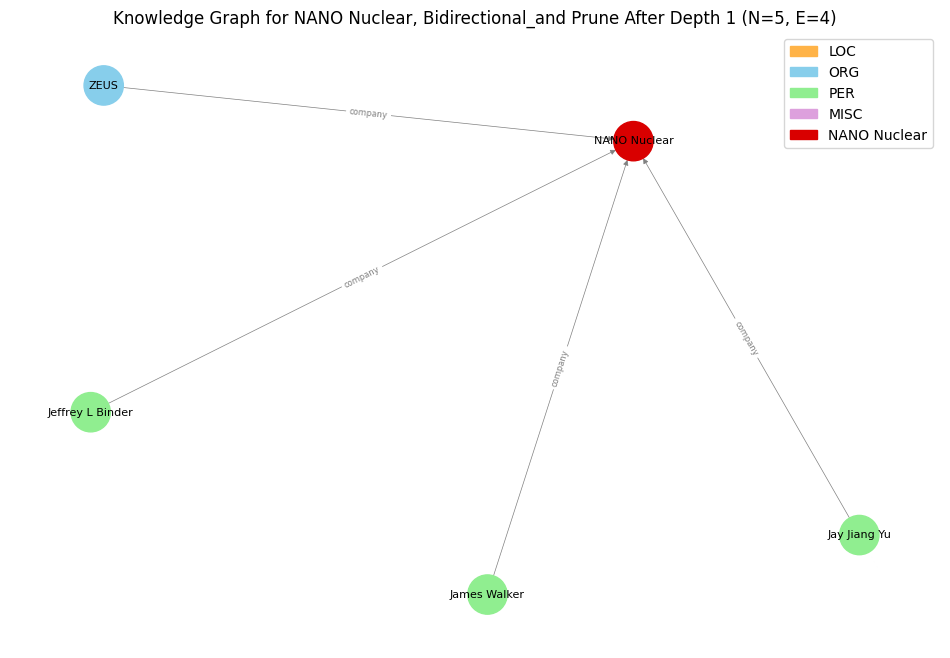 Knowledge Graph for NANO Nuclear, Bidirectional_and Prune After Depth 1 (N=5, E=4)
LOC
ORG
PER
MISC
NANO Nuclear
ZEUS
company
NANO Nuclear
company
company
company
Jeffrey L Binder
Jay Jiang Yu
James Walker